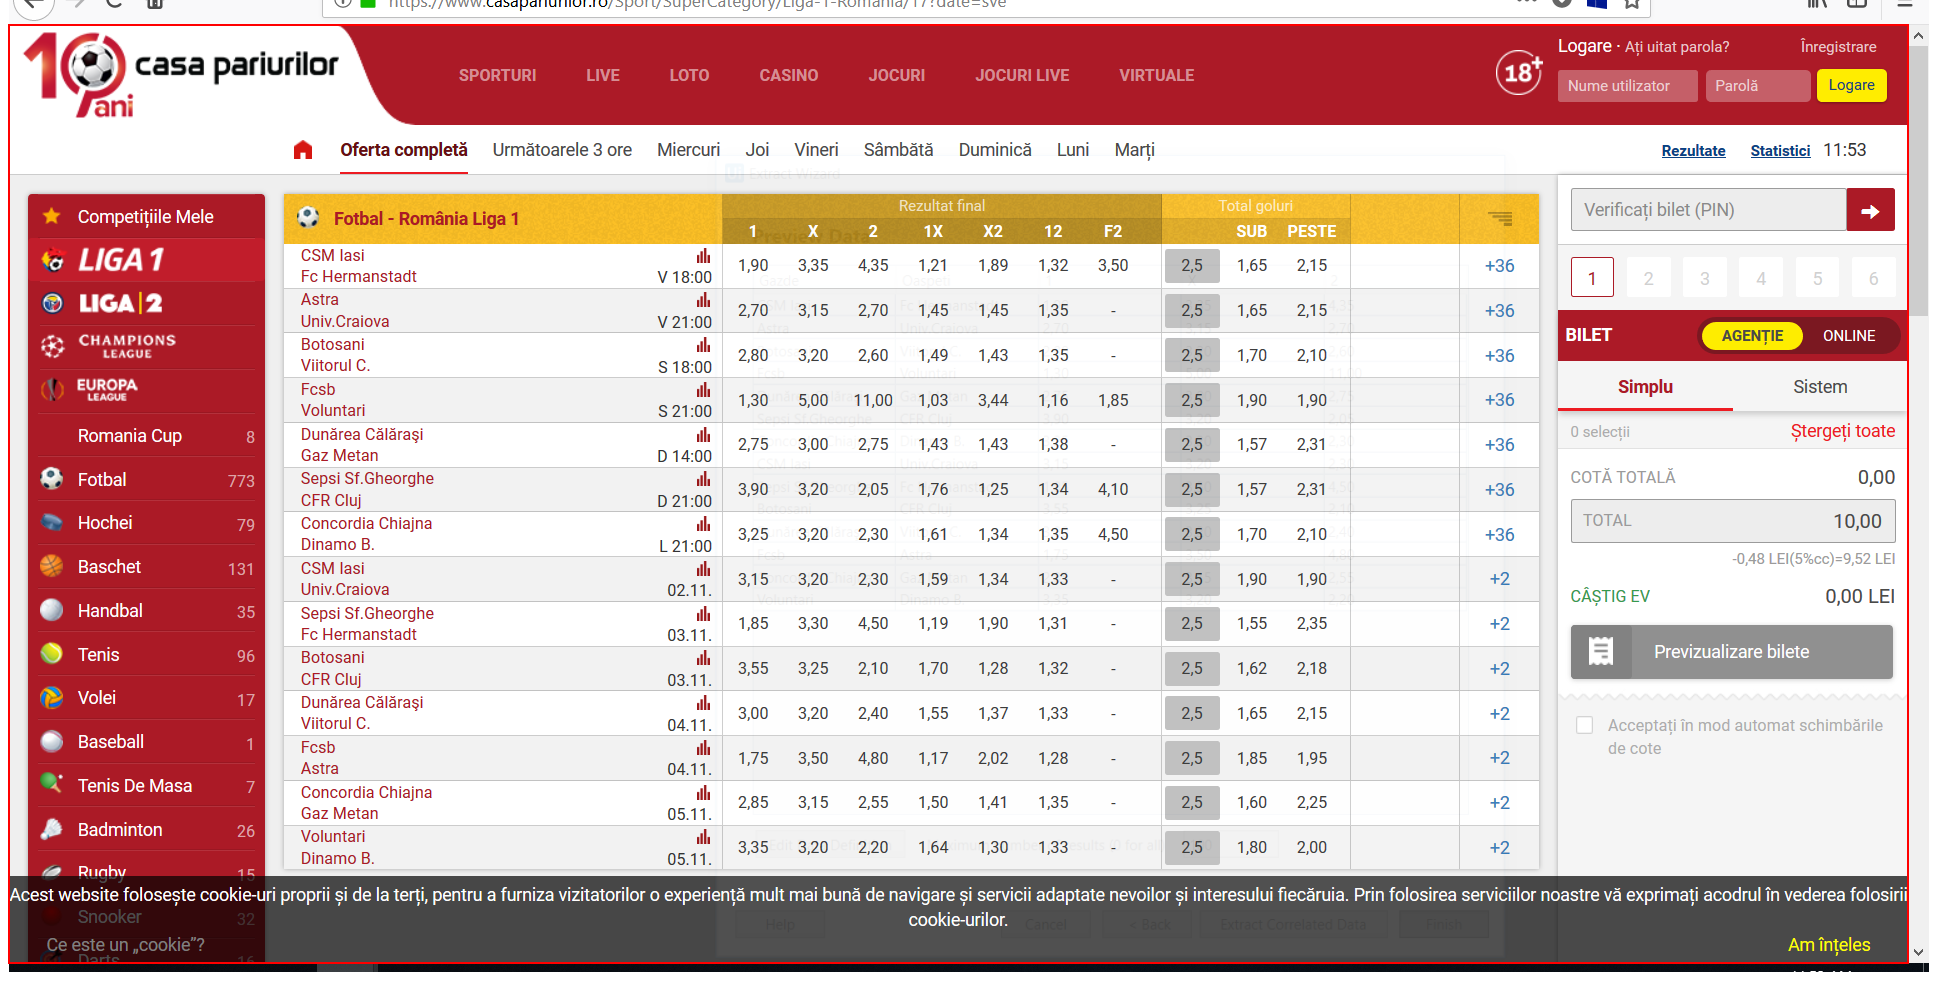 https://www.casapariurilor.ro/Sport/SuperCategory/Liga-1-Romania/17?date=sve
10 ani casa pariurilor
SPORTURI LIVE LOTO CASINO JOCURI JOCURI LIVE VIRTUALE
18+
Logare · Ați uitat parola? Înregistrare
Nume utilizator Parolă Logare
Oferta completă Următoarele 3 ore Miercuri Joi Vineri Sâmbătă Duminică Luni Marți
Rezultate Statistici 11:53
Competițiile Mele
LIGA 1
LIGA 2
CHAMPIONS LEAGUE
EUROPA LEAGUE
Romania Cup 8
Fotbal 773
Hochei 79
Baschet 131
Handbal 35
Tenis 96
Volei 17
Baseball 1
Tenis De Masa 7
Badminton 26
Rugby 15
Snooker 32
Darts 16
Fotbal - România Liga 1
Rezultat final Total goluri
1 X 2 1X X2 12 F2 SUB PESTE
CSM Iasi
Fc Hermanstadt V 18:00
1,90 3,35 4,35 1,21 1,89 1,32 3,50 2,5 1,65 2,15 +36
Astra
Univ.Craiova V 21:00
2,70 3,15 2,70 1,45 1,45 1,35 - 2,5 1,65 2,15 +36
Botosani
Viitorul C. S 18:00
2,80 3,20 2,60 1,49 1,43 1,35 - 2,5 1,70 2,10 +36
Fcsb
Voluntari S 21:00
1,30 5,00 11,00 1,03 3,44 1,16 1,85 2,5 1,90 1,90 +36
Dunărea Călăraşi
Gaz Metan D 14:00
2,75 3,00 2,75 1,43 1,43 1,38 - 2,5 1,57 2,31 +36
Sepsi Sf.Gheorghe
CFR Cluj D 21:00
3,90 3,20 2,05 1,76 1,25 1,34 4,10 2,5 1,57 2,31 +36
Concordia Chiajna
Dinamo B. L 21:00
3,25 3,20 2,30 1,61 1,34 1,35 4,50 2,5 1,70 2,10 +36
CSM Iasi
Univ.Craiova 02.11.
3,15 3,20 2,30 1,59 1,34 1,33 - 2,5 1,90 1,90 +2
Sepsi Sf.Gheorghe
Fc Hermanstadt 03.11.
1,85 3,30 4,50 1,19 1,90 1,31 - 2,5 1,55 2,35 +2
Botosani
CFR Cluj 03.11.
3,55 3,25 2,10 1,70 1,28 1,32 - 2,5 1,62 2,18 +2
Dunărea Călăraşi
Viitorul C. 04.11.
3,00 3,20 2,40 1,55 1,37 1,33 - 2,5 1,65 2,15 +2
Fcsb
Astra 04.11.
1,75 3,50 4,80 1,17 2,02 1,28 - 2,5 1,85 1,95 +2
Concordia Chiajna
Gaz Metan 05.11.
2,85 3,15 2,55 1,50 1,41 1,35 - 2,5 1,60 2,25 +2
Voluntari
Dinamo B. 05.11.
3,35 3,20 2,20 1,64 1,30 1,33 - 2,5 1,80 2,00 +2
Verificați bilet (PIN)
1 2 3 4 5 6
BILET AGENȚIE ONLINE
Simplu Sistem
0 selecții Ștergeți toate
COTĂ TOTALĂ 0,00
TOTAL 10,00
-0,48 LEI(5%cc)=9,52 LEI
CÂȘTIG EV 0,00 LEI
Previzualizare bilete
Acceptați în mod automat schimbările
de cote
Acest website folosește cookie-uri proprii și de la terți, pentru a furniza vizitatorilor o experiență mult mai bună de navigare și servicii adaptate nevoilor și interesului fiecăruia. Prin folosirea serviciilor noastre vă exprimați acodrul în vederea folosirii
cookie-urilor.
Ce este un „cookie”?
Am înțeles
Extract Wizard
Preview Data
Help Cancel < Back Extract Correlated Data Finish